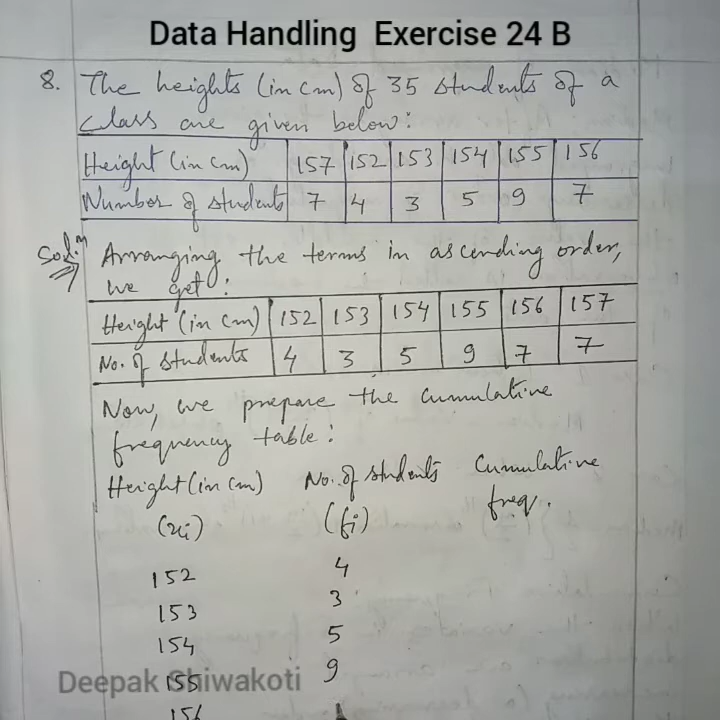 Data Handling Exercise 24 B
8. The heights (in cm) of 35 students of a
class are given below:
Height (in cm) 157 152 153 154 155 156
Number of students 7 4 3 5 9 7
Sol.n Arranging the terms in ascending order,
we get:
Height (in cm) 152 153 154 155 156 157
No. of students 4 3 5 9 7 7
Now, we prepare the cumulative
frequency table:
Height (in cm) No. of students Cumulative
(xi) (fi) freq.
152 4
153 3
154 5
155 9
Deepak Shiwakoti
156